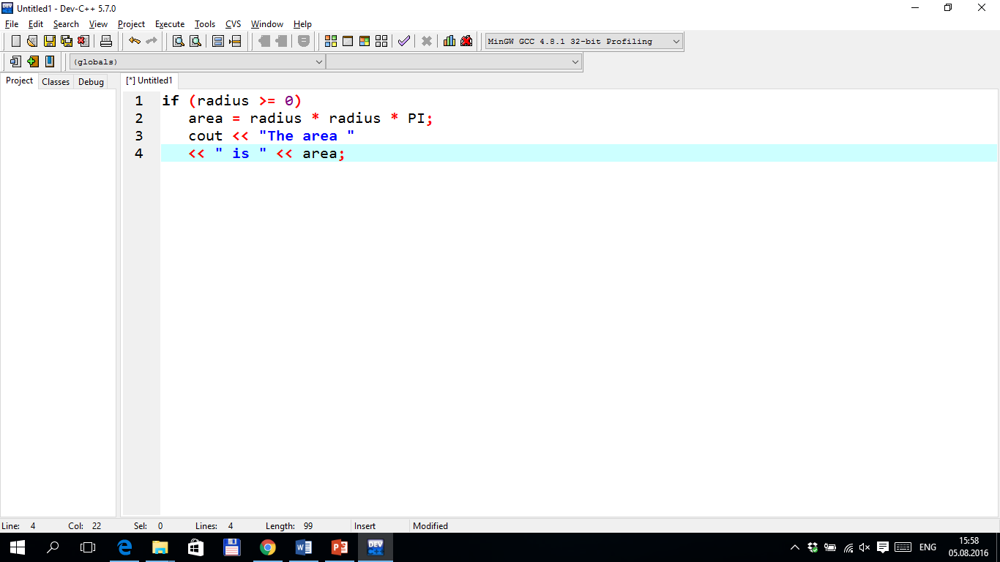 Untitled1 - Dev-C++ 5.7.0
File Edit Search View Project Execute Tools CVS Window Help
MinGW GCC 4.8.1 32-bit Profiling
(globals)
Project Classes Debug [*] Untitled1
1 if (radius >= 0)
2 area = radius * radius * PI;
3 cout << "The area "
4 << " is " << area;
Line: 4 Col: 22 Sel: 0 Lines: 4 Length: 99 Insert Modified
DEV
ENG
15:58
05.08.2016